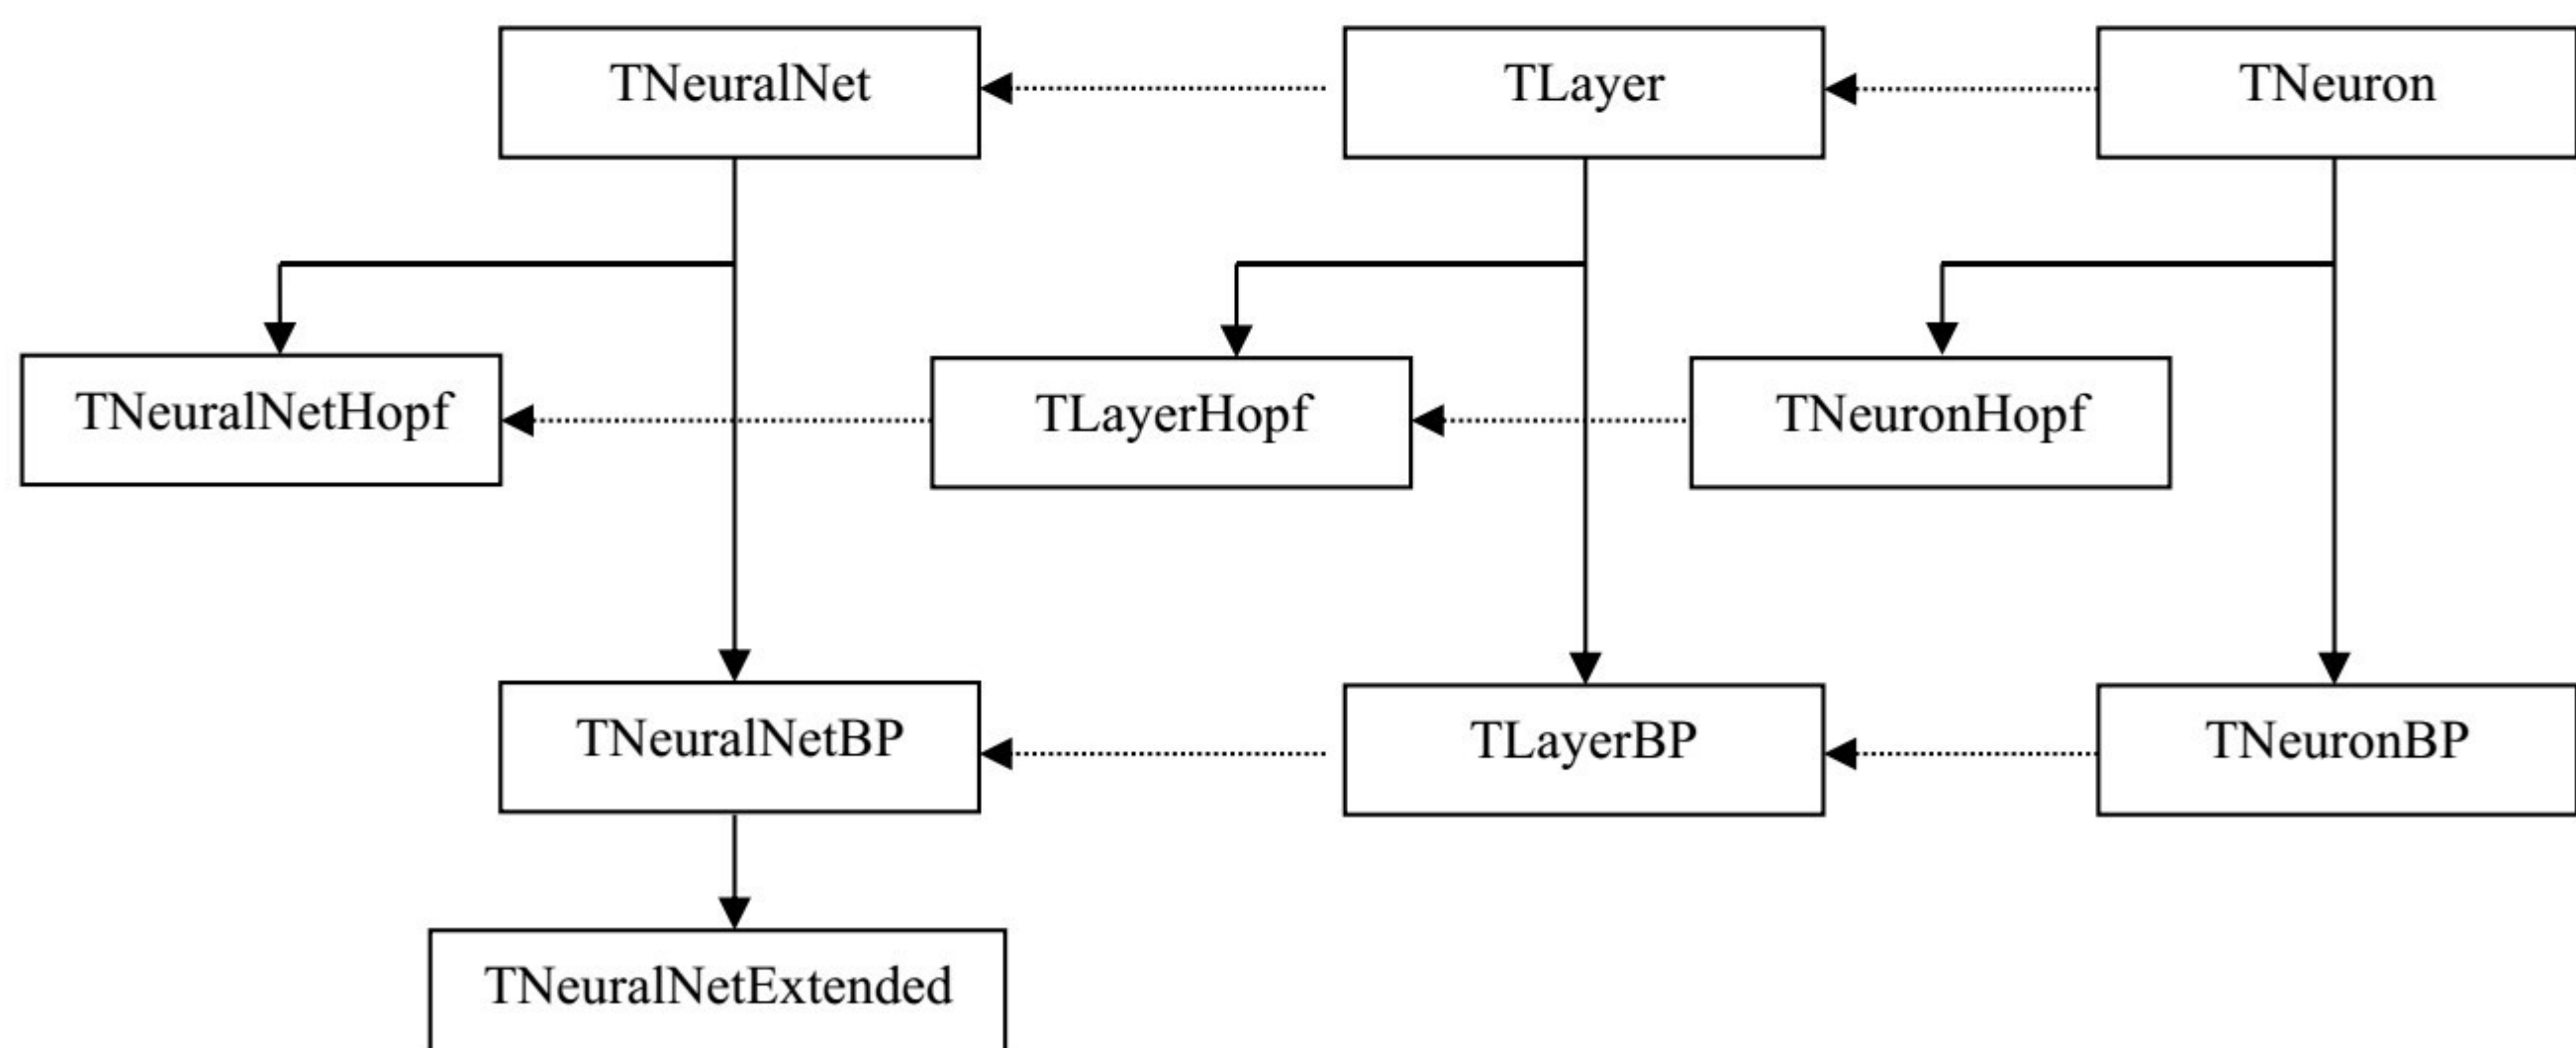 TNeuralNet
TLayer
TNeuron
TNeuralNetHopf
TLayerHopf
TNeuronHopf
TNeuralNetBP
TLayerBP
TNeuronBP
TNeuralNetExtended